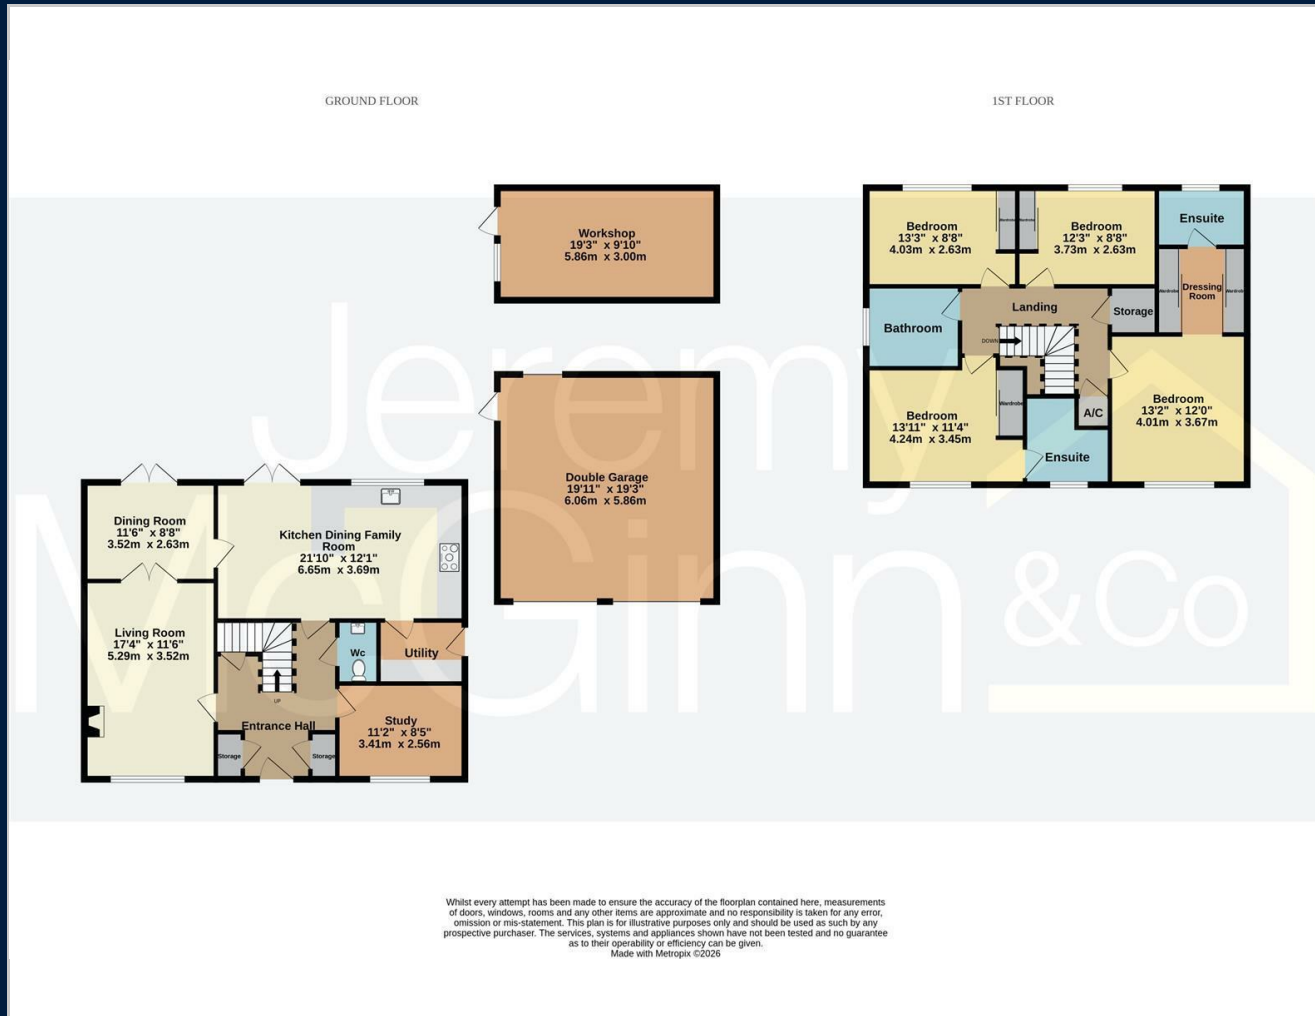 GROUND FLOOR
1ST FLOOR
Workshop
19'3" x 9'10"
5.86m x 3.00m
Double Garage
19'11" x 19'3"
6.06m x 5.86m
Dining Room
11'6" x 8'8"
3.52m x 2.63m
Kitchen Dining Family
Room
21'10" x 12'1"
6.65m x 3.69m
Living Room
17'4" x 11'6"
5.29m x 3.52m
Wc
Utility
UP
Entrance Hall
Storage
Storage
Study
11'2" x 8'5"
3.41m x 2.56m
Bedroom
13'3" x 8'8"
4.03m x 2.63m
Wardrobe
Wardrobe
Bedroom
12'3" x 8'8"
3.73m x 2.63m
Ensuite
Wardrobe
Dressing
Room
Wardrobe
Landing
Storage
Bathroom
DOWN
Bedroom
13'11" x 11'4"
4.24m x 3.45m
Wardrobe
A/C
Ensuite
Bedroom
13'2" x 12'0"
4.01m x 3.67m
Jeremy
McGinn & Co
Whilst every attempt has been made to ensure the accuracy of the floorplan contained here, measurements
of doors, windows, rooms and any other items are approximate and no responsibility is taken for any error,
omission or mis-statement. This plan is for illustrative purposes only and should be used as such by any
prospective purchaser. The services, systems and appliances shown have not been tested and no guarantee
as to their operability or efficiency can be given.
Made with Metropix ©2026